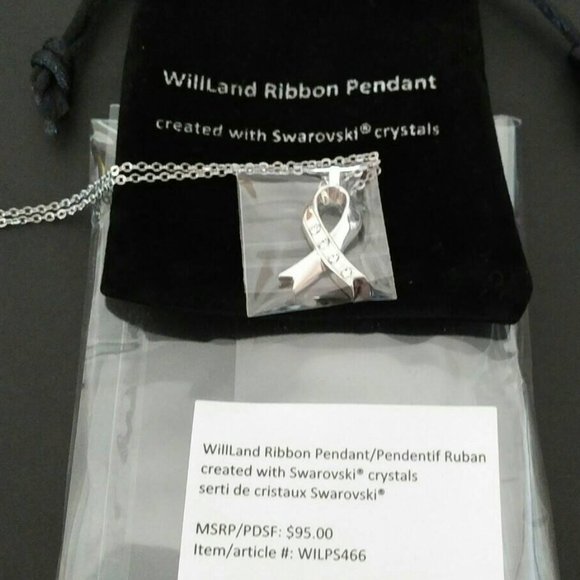 WillLand Ribbon Pendant
created with Swarovski® crystals
WillLand Ribbon Pendant/Pendentif Ruban
created with Swarovski® crystals
serti de cristaux Swarovski®
MSRP/PDSF: $95.00
Item/article #: WILPS466